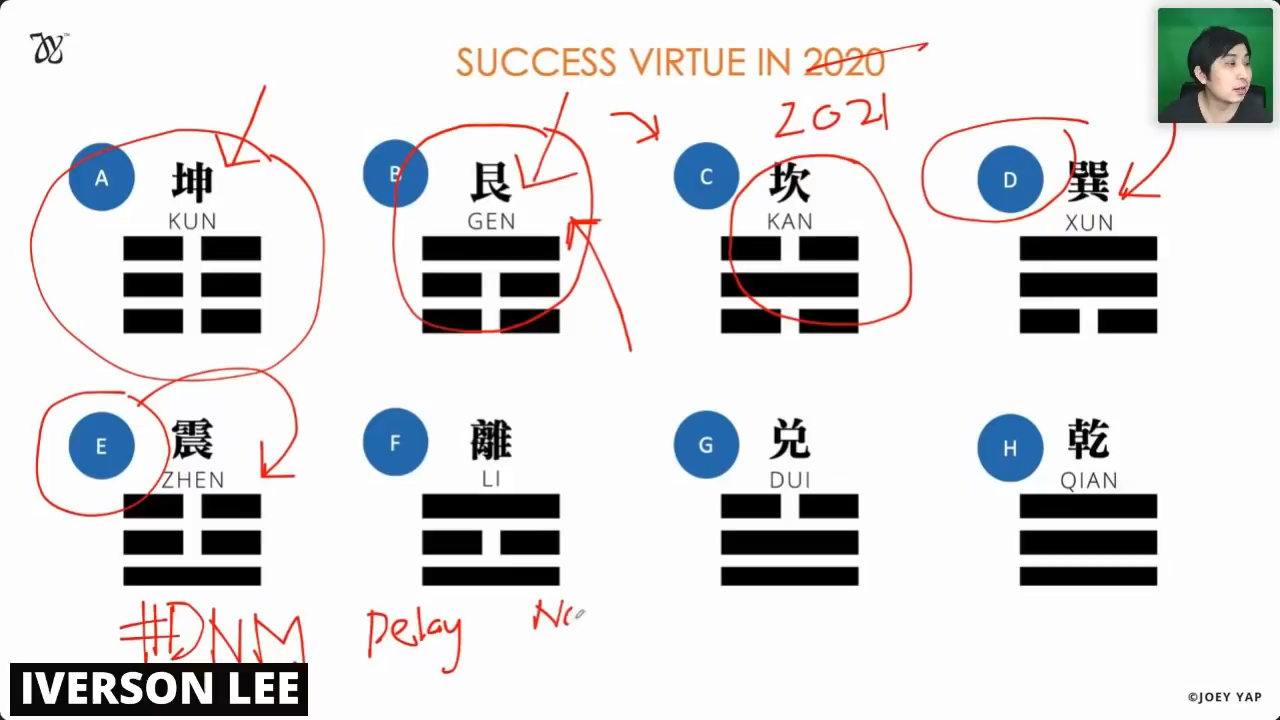 SUCCESS VIRTUE IN 2020
2021
A
坤
KUN
B
艮
GEN
C
坎
KAN
D
巽
XUN
E
震
ZHEN
F
離
LI
G
兑
DUI
H
乾
QIAN
#DNM Delay
IVERSON LEE
©JOEY YAP